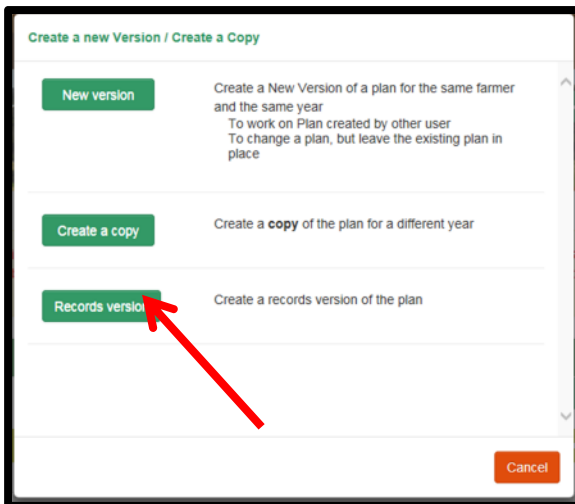 Create a new Version / Create a Copy
New version
Create a New Version of a plan for the same farmer
and the same year
To work on Plan created by other user
To change a plan, but leave the existing plan in
place
Create a copy
Create a copy of the plan for a different year
Records version
Create a records version of the plan
Cancel